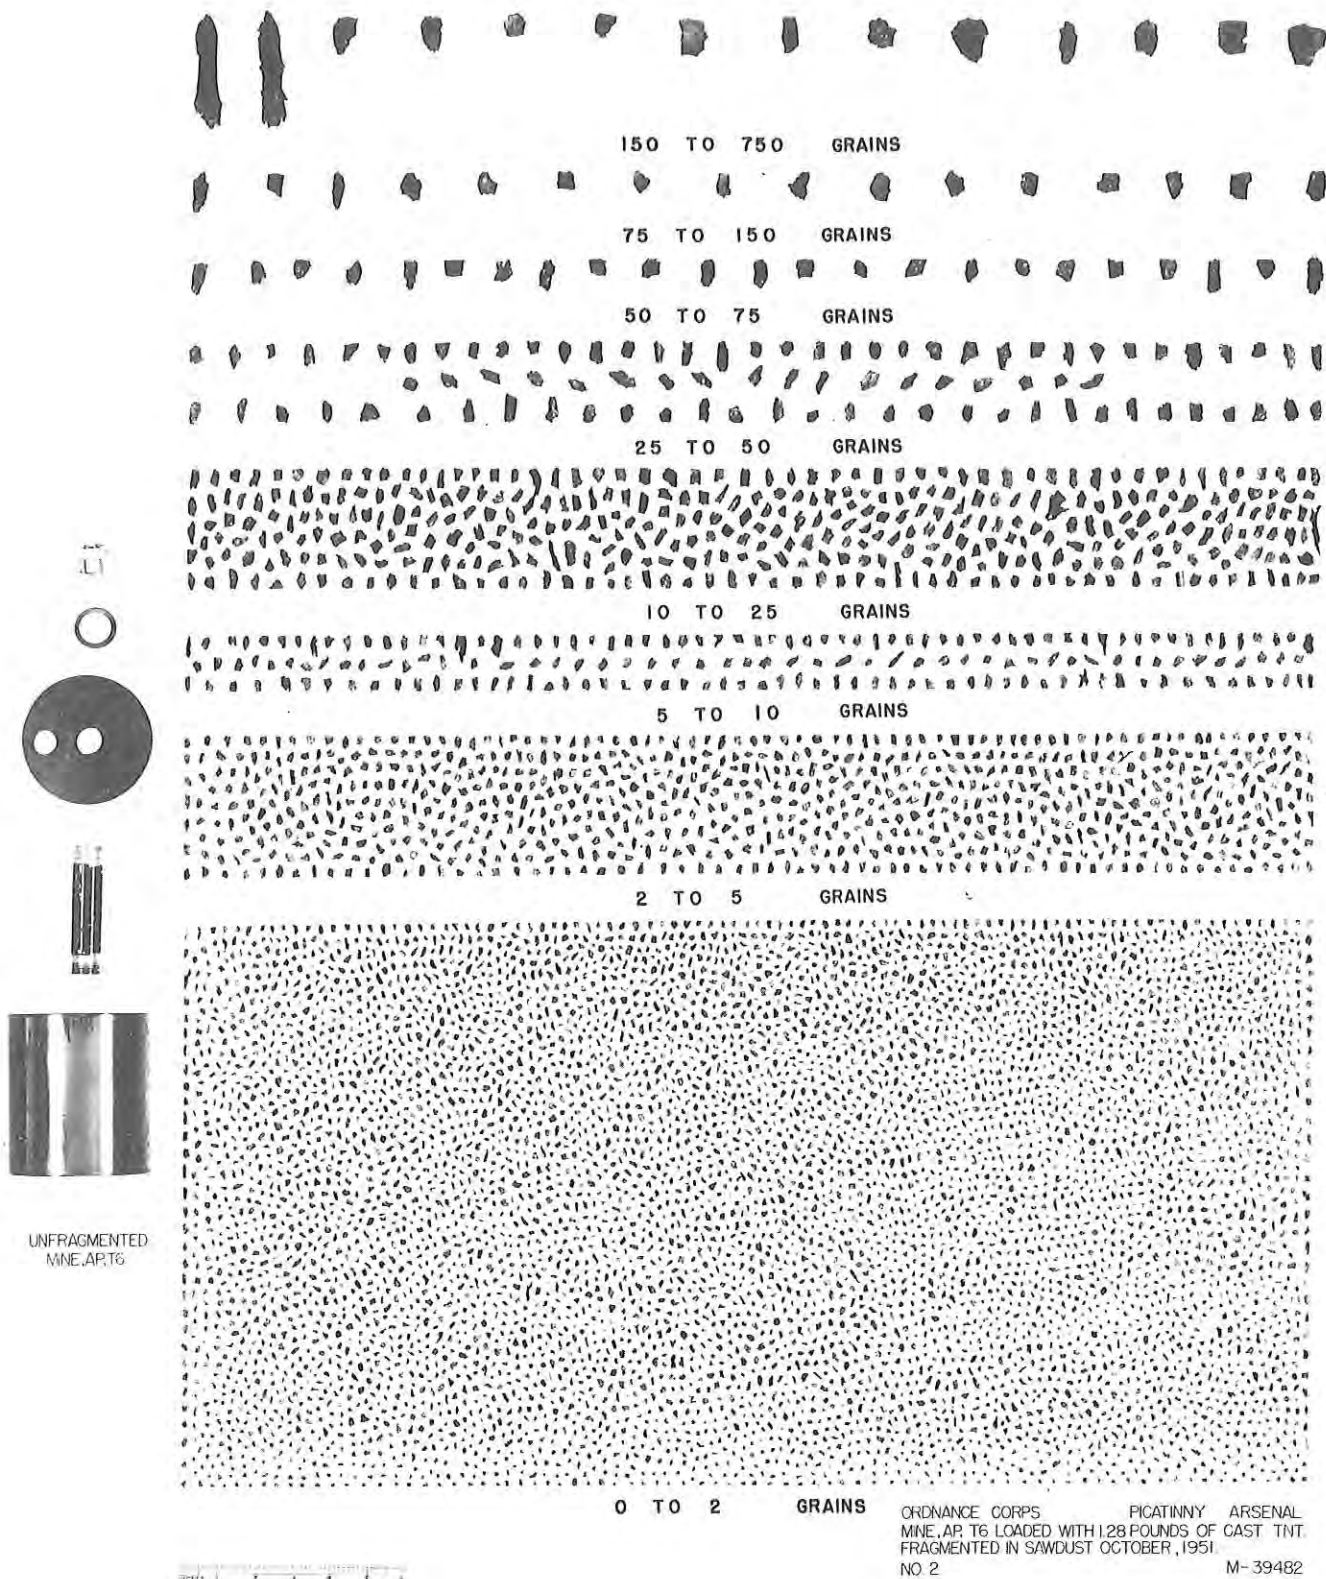 150 TO 750 GRAINS
75 TO 150 GRAINS
50 TO 75 GRAINS
25 TO 50 GRAINS
10 TO 25 GRAINS
5 TO 10 GRAINS
2 TO 5 GRAINS
UNFRAGMENTED
MINE, AP, T6
0 TO 2 GRAINS
ORDNANCE CORPS PICATINNY ARSENAL
MINE, AP, T6 LOADED WITH 1.28 POUNDS OF CAST TNT.
FRAGMENTED IN SAWDUST OCTOBER, 1951.
NO. 2 M-39482